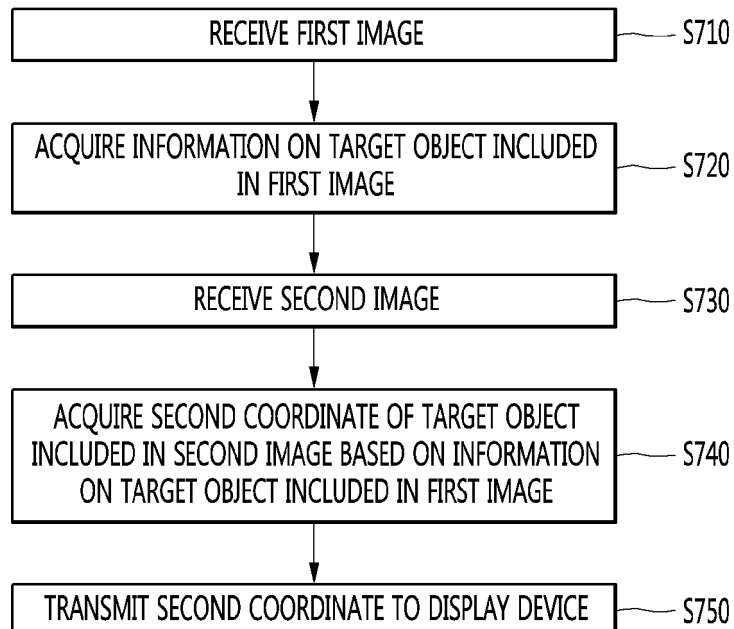 RECEIVE FIRST IMAGE
S710
ACQUIRE INFORMATION ON TARGET OBJECT INCLUDED
IN FIRST IMAGE
S720
RECEIVE SECOND IMAGE
S730
ACQUIRE SECOND COORDINATE OF TARGET OBJECT
INCLUDED IN SECOND IMAGE BASED ON INFORMATION
ON TARGET OBJECT INCLUDED IN FIRST IMAGE
S740
TRANSMIT SECOND COORDINATE TO DISPLAY DEVICE
S750